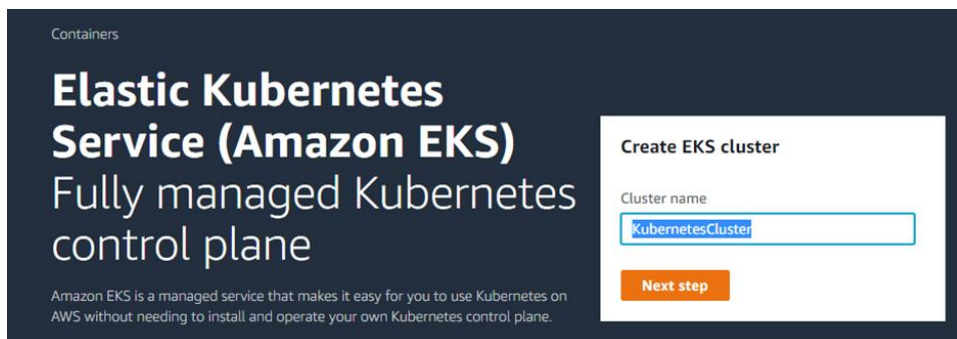 Containers
Elastic Kubernetes
Service (Amazon EKS)
Fully managed Kubernetes
control plane
Amazon EKS is a managed service that makes it easy for you to use Kubernetes on
AWS without needing to install and operate your own Kubernetes control plane.
Create EKS cluster
Cluster name
KubernetesCluster
Next step